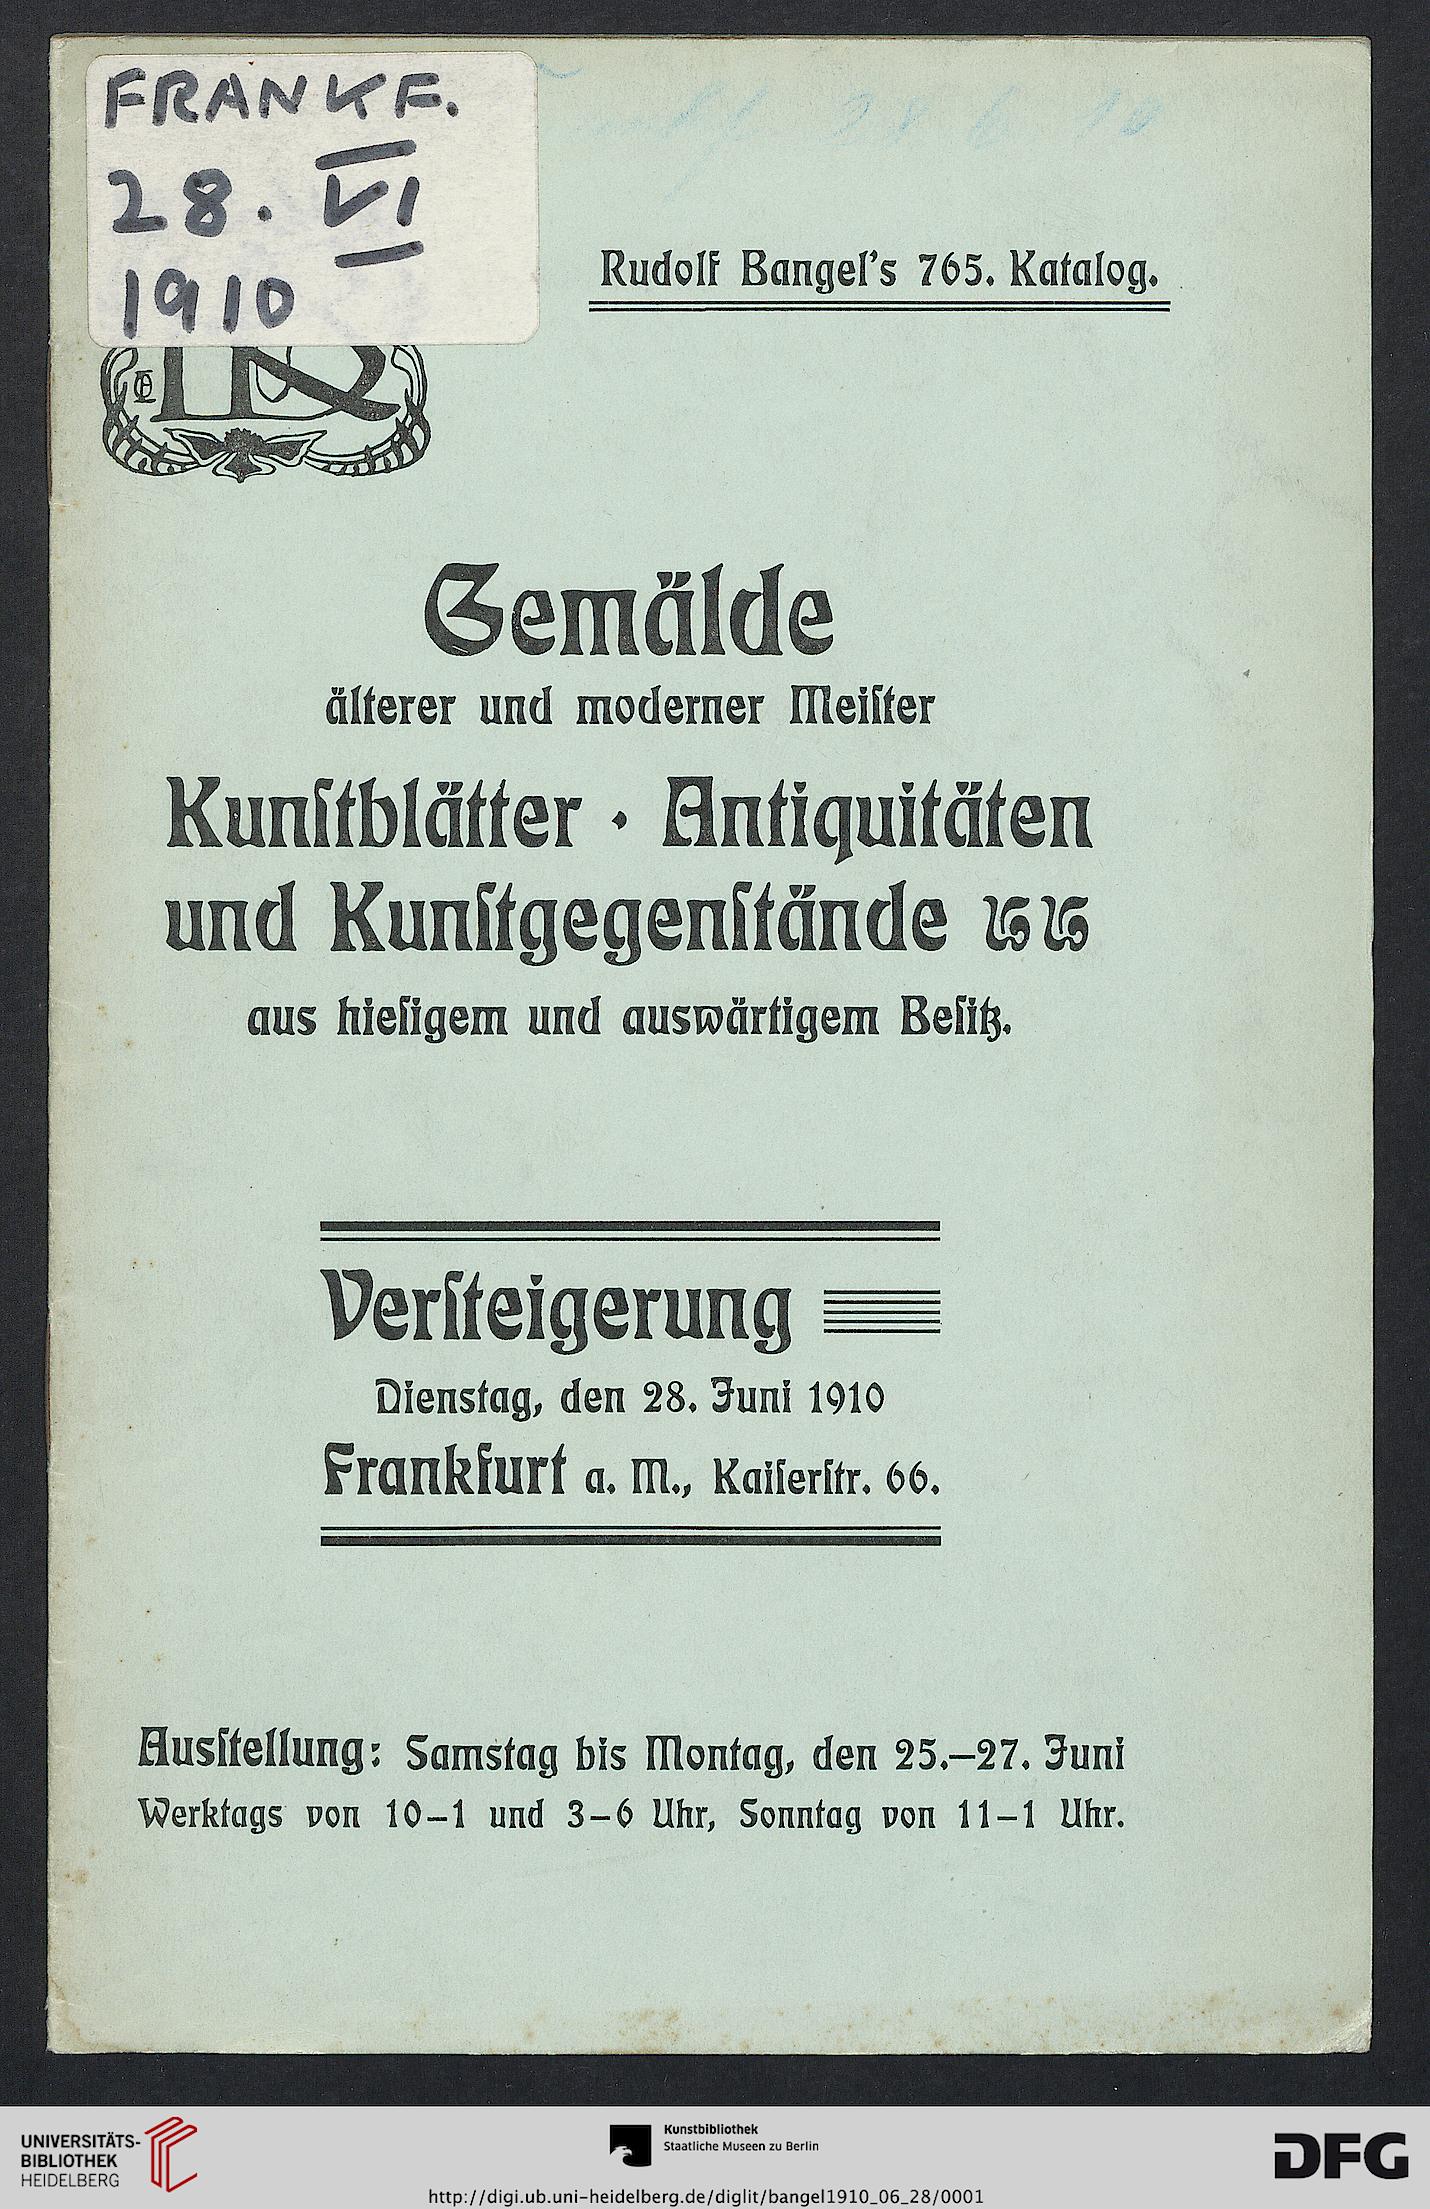 FRANKF.
28. VI
1910
28 6 10
Rudolf Bangel's 765. Katalog.
Gemälde
älterer und moderner Meiſter
Kunſtblätter · Antiquitäten
und Kunſtgegenſtände
aus hieſigem und auswärtigem Beſitz.
Verſteigerung
Dienstag, den 28. Juni 1910
Frankfurt a. M., Kaiſerſtr. 66.
Ausſtellung: Samstag bis Montag, den 25.—27. Juni
Werktags von 10—1 und 3—6 Uhr, Sonntag von 11—1 Uhr.
UNIVERSITÄTS-
BIBLIOTHEK
HEIDELBERG
Kunstbibliothek
Staatliche Museen zu Berlin
DFG
http://digi.ub.uni-heidelberg.de/diglit/bangel1910_06_28/0001